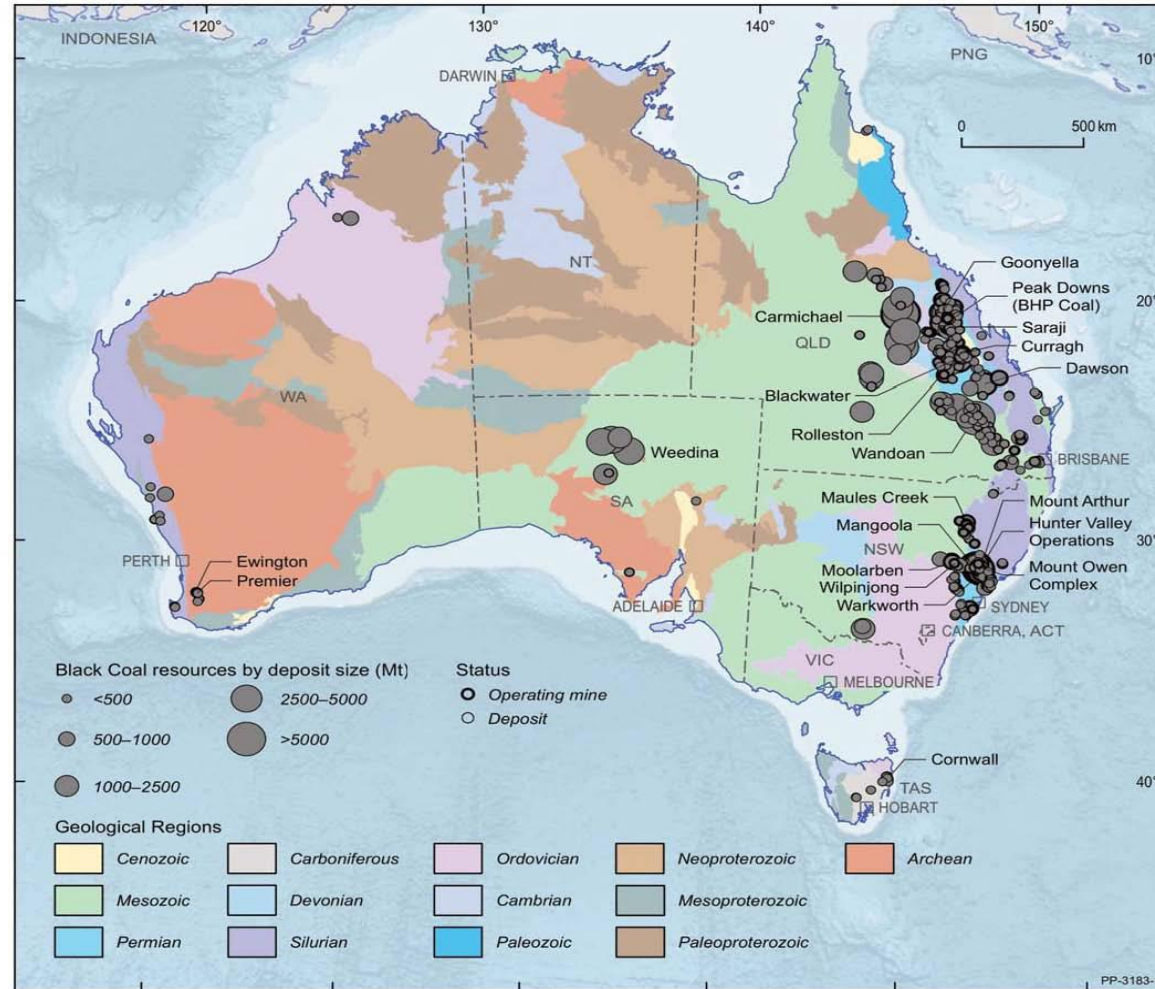 120°
130°
140°
150°
INDONESIA
PNG
10°
DARWIN
0
500 km
NT
Goonyella
20°
Peak Downs
(BHP Coal)
Carmichael
Saraji
QLD
Curragh
Dawson
WA
Blackwater
Rolleston
Weedina
Wandoan
BRISBANE
SA
Maules Creek
Mount Arthur
Mangoola
Hunter Valley
Operations
30°
NSW
PERTH
Ewington
Moolarben
Mount Owen
Complex
Premier
Wilpinjong
ADELAIDE
Warkworth
SYDNEY
CANBERRA, ACT
VIC
MELBOURNE
Black Coal resources by deposit size (Mt)
<500
2500–5000
500–1000
>5000
1000–2500
Status
Operating mine
Deposit
Cornwall
40°
TAS
HOBART
Geological Regions
Cenozoic
Carboniferous
Ordovician
Neoproterozoic
Archean
Mesozoic
Devonian
Cambrian
Mesoproterozoic
Permian
Silurian
Paleozoic
Paleoproterozoic
PP-3183-